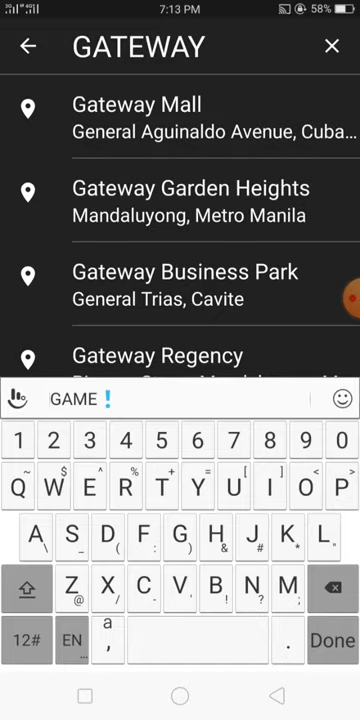 3G 4G 7:13 PM 58%
GATEWAY
Gateway Mall
General Aguinaldo Avenue, Cuba...
Gateway Garden Heights
Mandaluyong, Metro Manila
Gateway Business Park
General Trias, Cavite
Gateway Regency
GAME !
1 2 3 4 5 6 7 8 9 0
~ $ ^ % + = [ ] < >
Q W E R T Y U I O P
A S D F G H J K L
\ _ ( : ) & # * "
Z X C V B N M
@ / - . ! ? ;
12# EN ... a , . Done